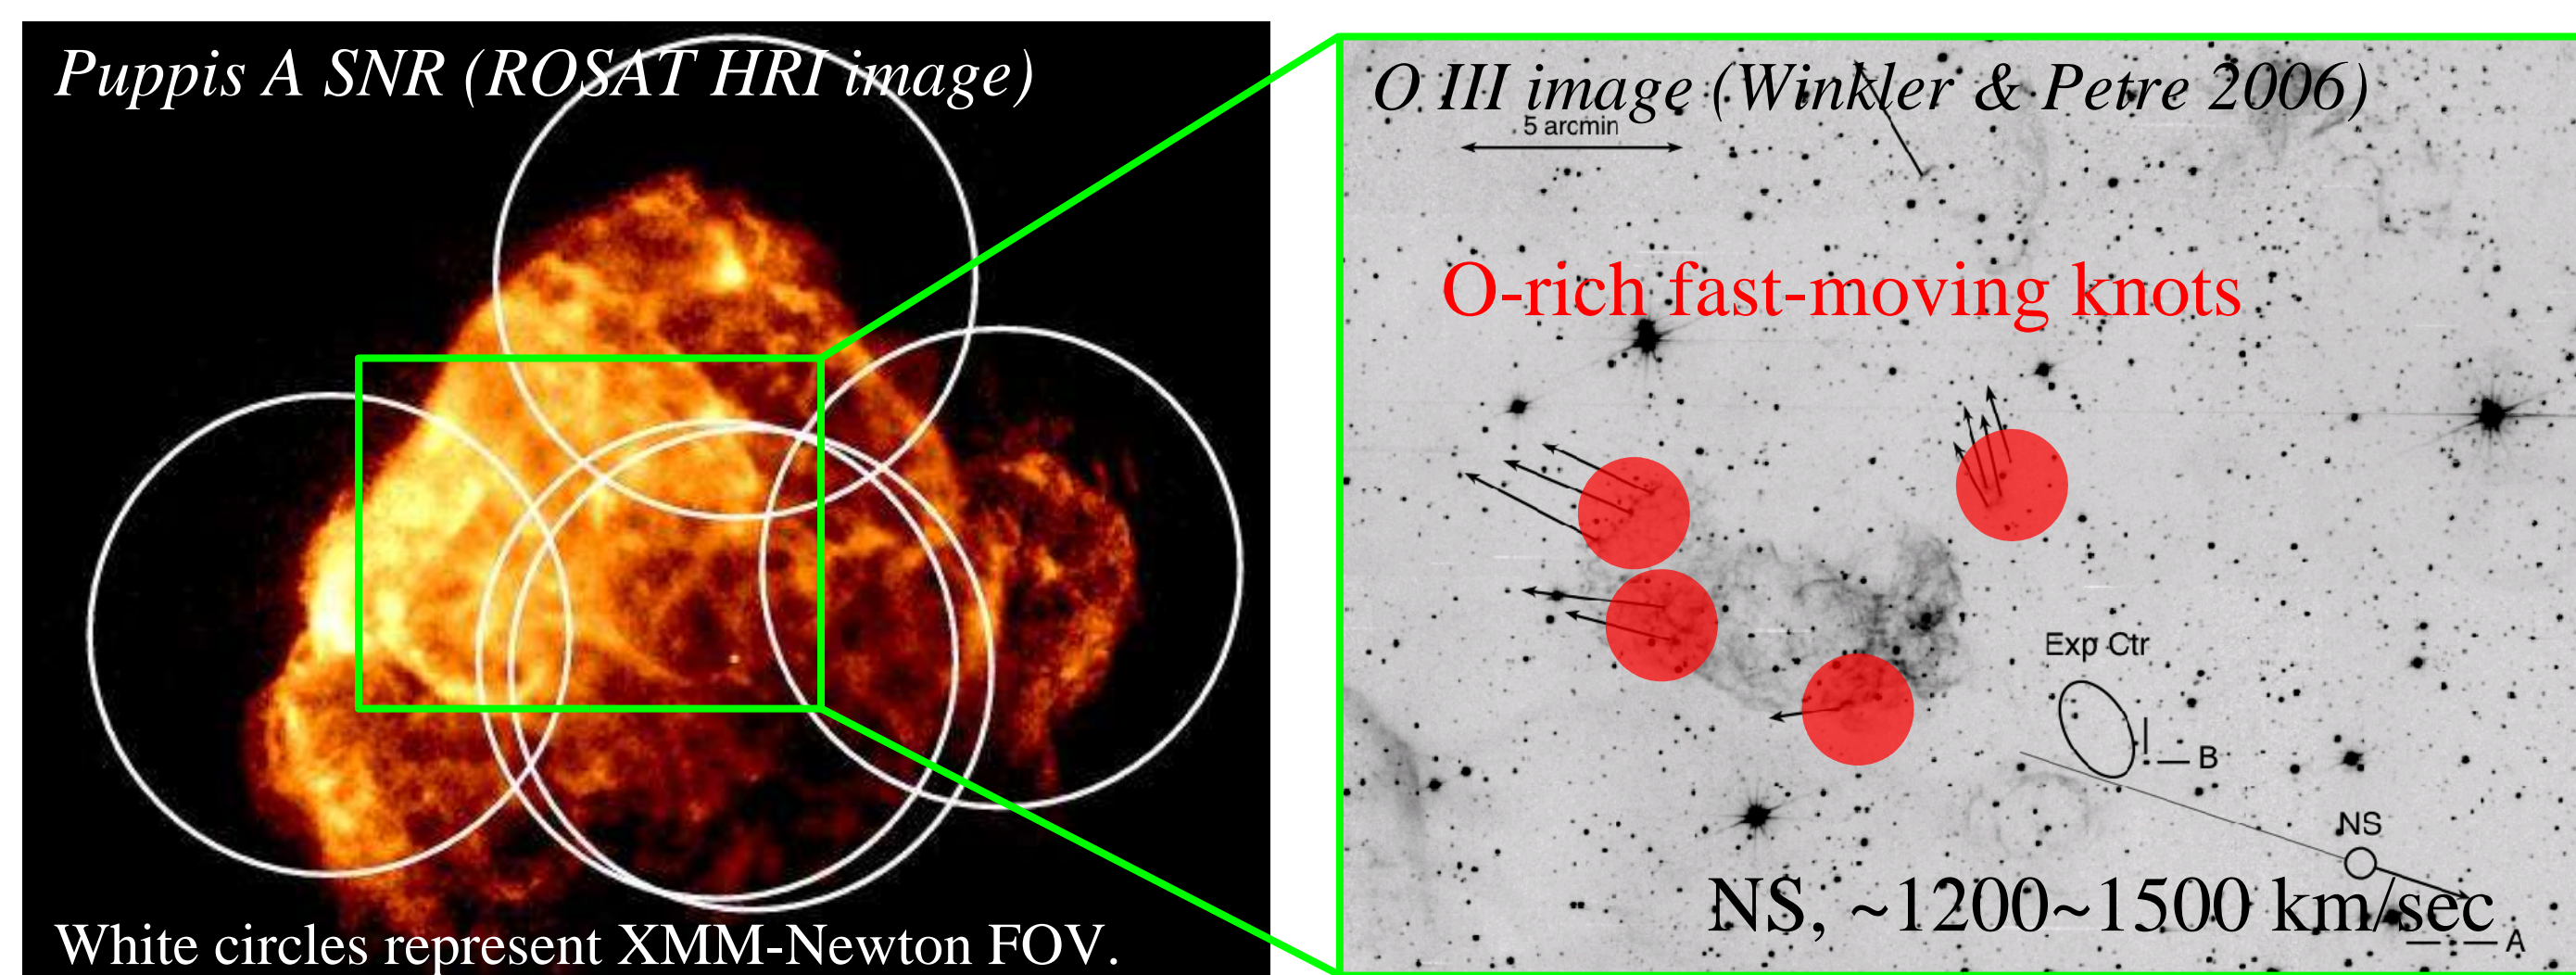 Puppis A SNR (ROSAT HRI image)
White circles represent XMM-Newton FOV.
O III image (Winkler & Petre 2006)
5 arcmin
O-rich fast-moving knots
Exp Ctr
B
NS
NS, ~1200~1500 km/sec
A